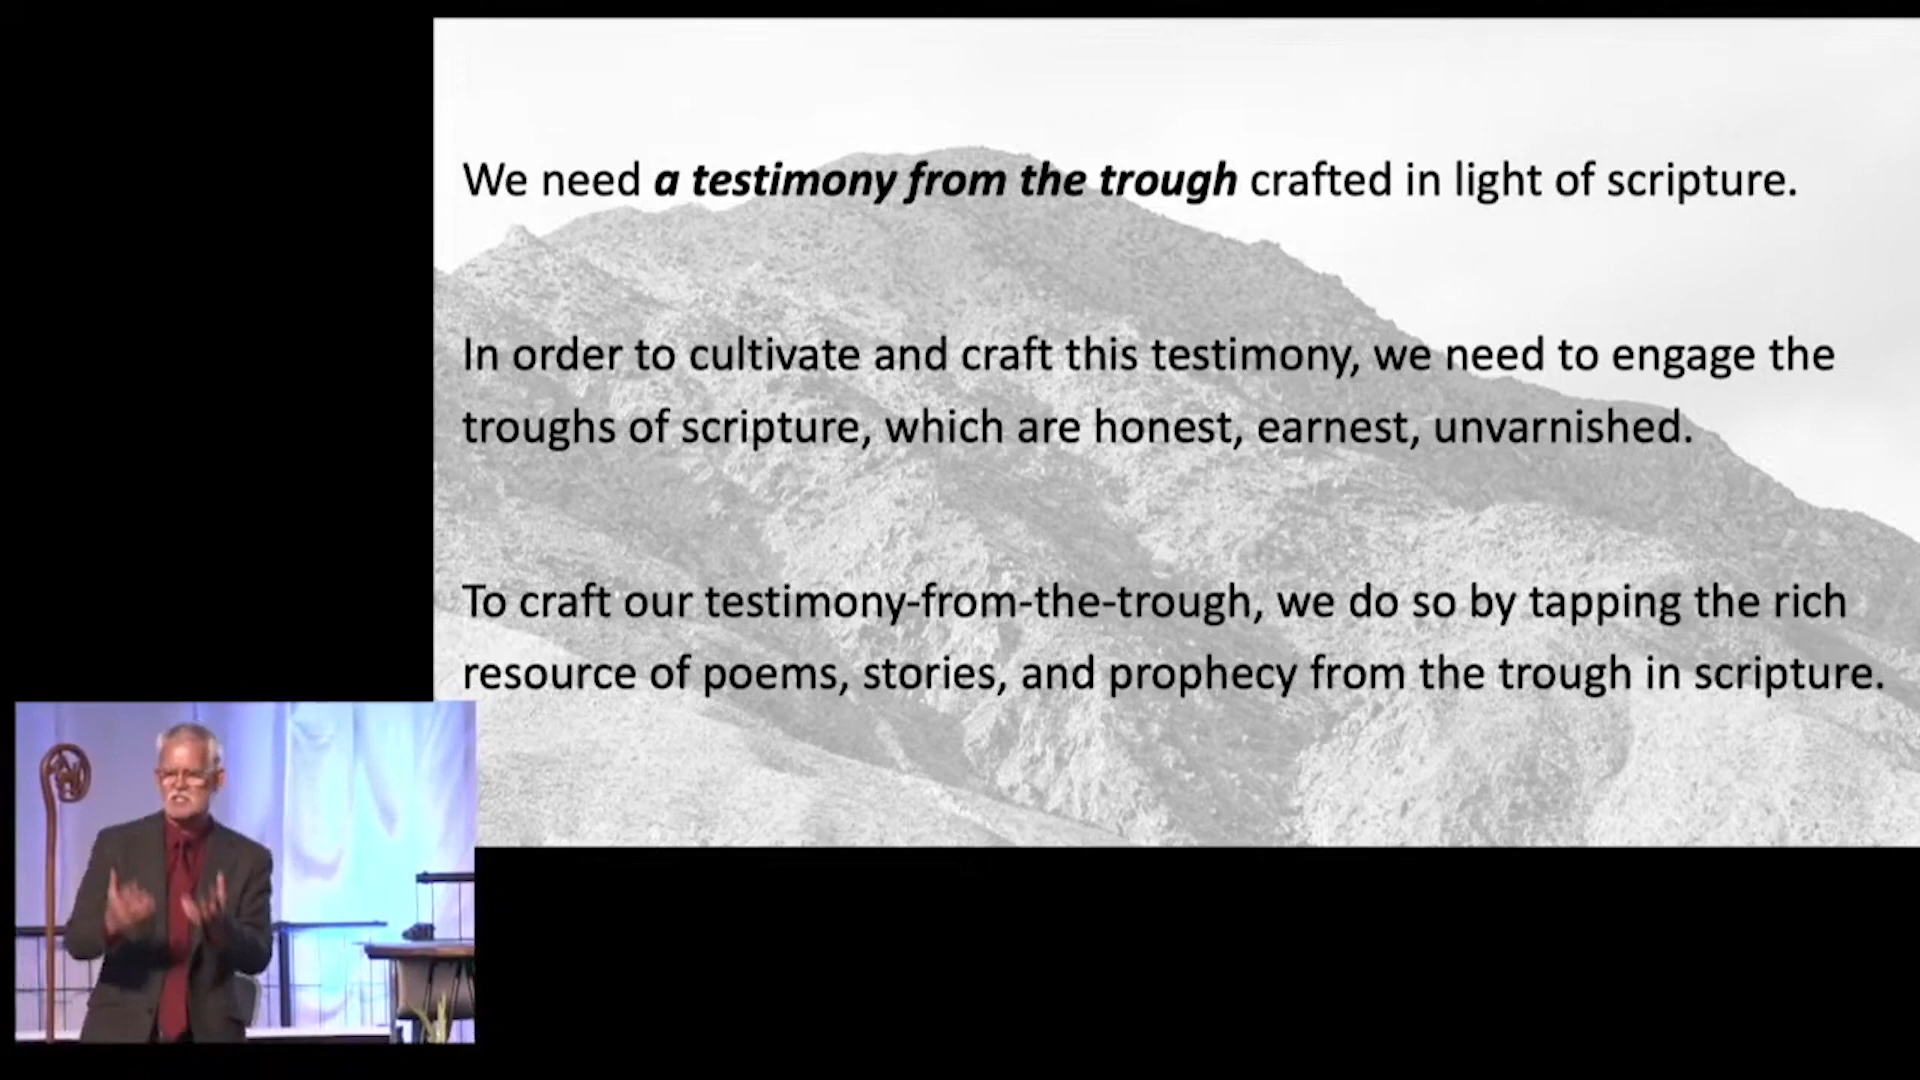 We need a testimony from the trough crafted in light of scripture.
In order to cultivate and craft this testimony, we need to engage the
troughs of scripture, which are honest, earnest, unvarnished.
To craft our testimony-from-the-trough, we do so by tapping the rich
resource of poems, stories, and prophecy from the trough in scripture.